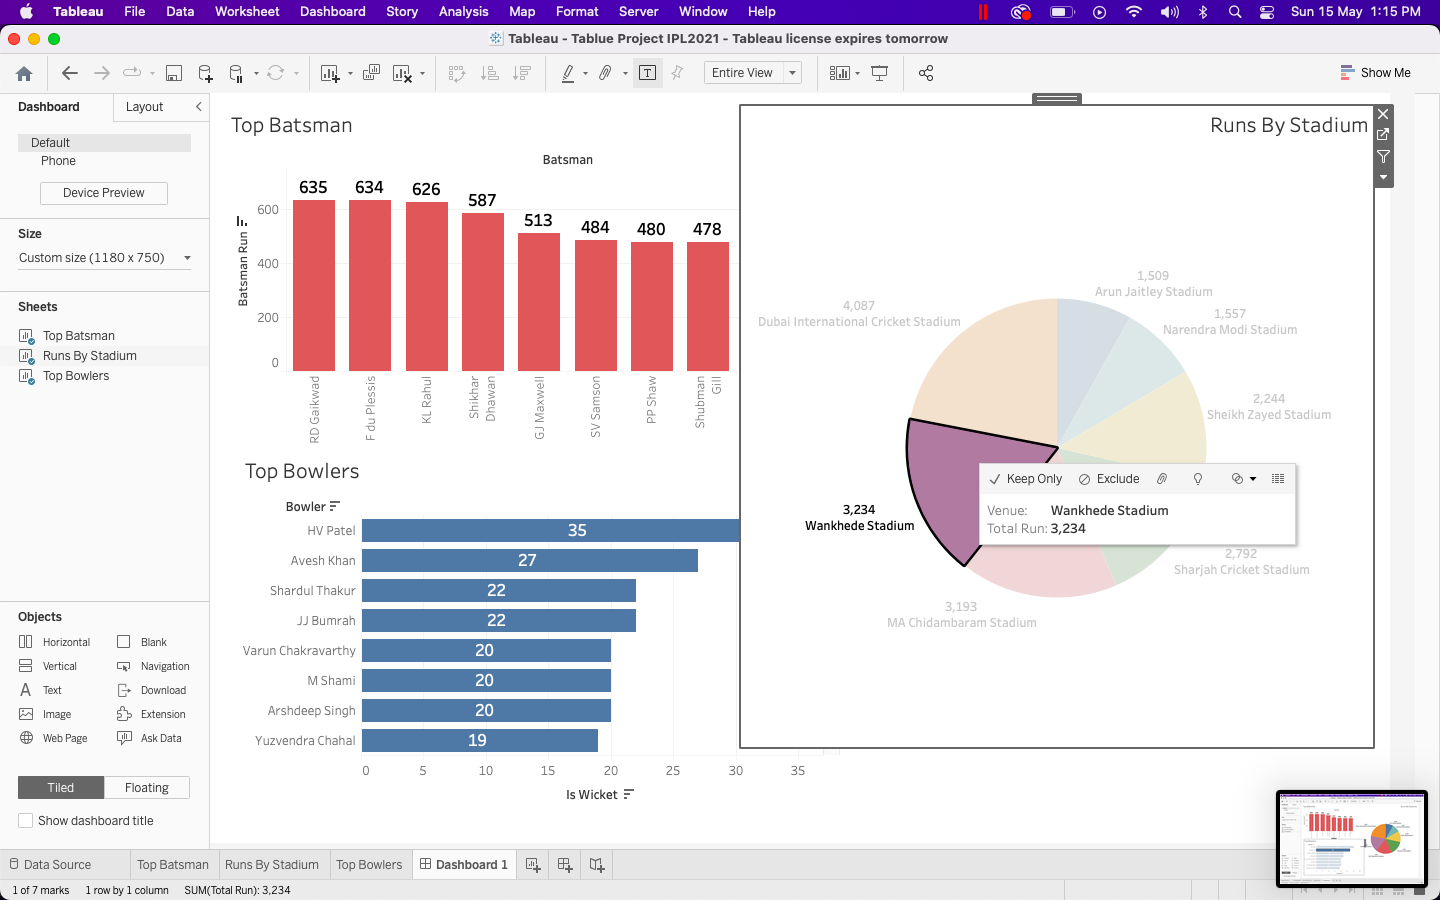 Tableau File Data Worksheet Dashboard Story Analysis Map Format Server Window Help Sun 15 May 1:15 PM
Tableau - Tablue Project IPL2021 - Tableau license expires tomorrow
Entire View
Show Me
Dashboard Layout
Default
Phone
Device Preview
Size
Custom size (1180 x 750)
Sheets
Top Batsman
Runs By Stadium
Top Bowlers
Objects
Horizontal Blank
Vertical Navigation
Text Download
Image Extension
Web Page Ask Data
Tiled Floating
Show dashboard title
Top Batsman
Batsman
Batsman Run
600
400
200
0
635 634 626 587 513 484 480 478
RD Gaikwad
F du Plessis
KL Rahul
Shikhar
Dhawan
GJ Maxwell
SV Samson
PP Shaw
Shubman
Gill
Top Bowlers
Bowler
HV Patel 35
Avesh Khan 27
Shardul Thakur 22
JJ Bumrah 22
Varun Chakravarthy 20
M Shami 20
Arshdeep Singh 20
Yuzvendra Chahal 19
0 5 10 15 20 25 30 35
Is Wicket
Runs By Stadium
1,509
Arun Jaitley Stadium
1,557
Narendra Modi Stadium
4,087
Dubai International Cricket Stadium
2,244
Sheikh Zayed Stadium
Keep Only Exclude
Venue: Wankhede Stadium
Total Run: 3,234
3,234
Wankhede Stadium
2,792
Sharjah Cricket Stadium
3,193
MA Chidambaram Stadium
Data Source Top Batsman Runs By Stadium Top Bowlers Dashboard 1
1 of 7 marks 1 row by 1 column SUM(Total Run): 3,234